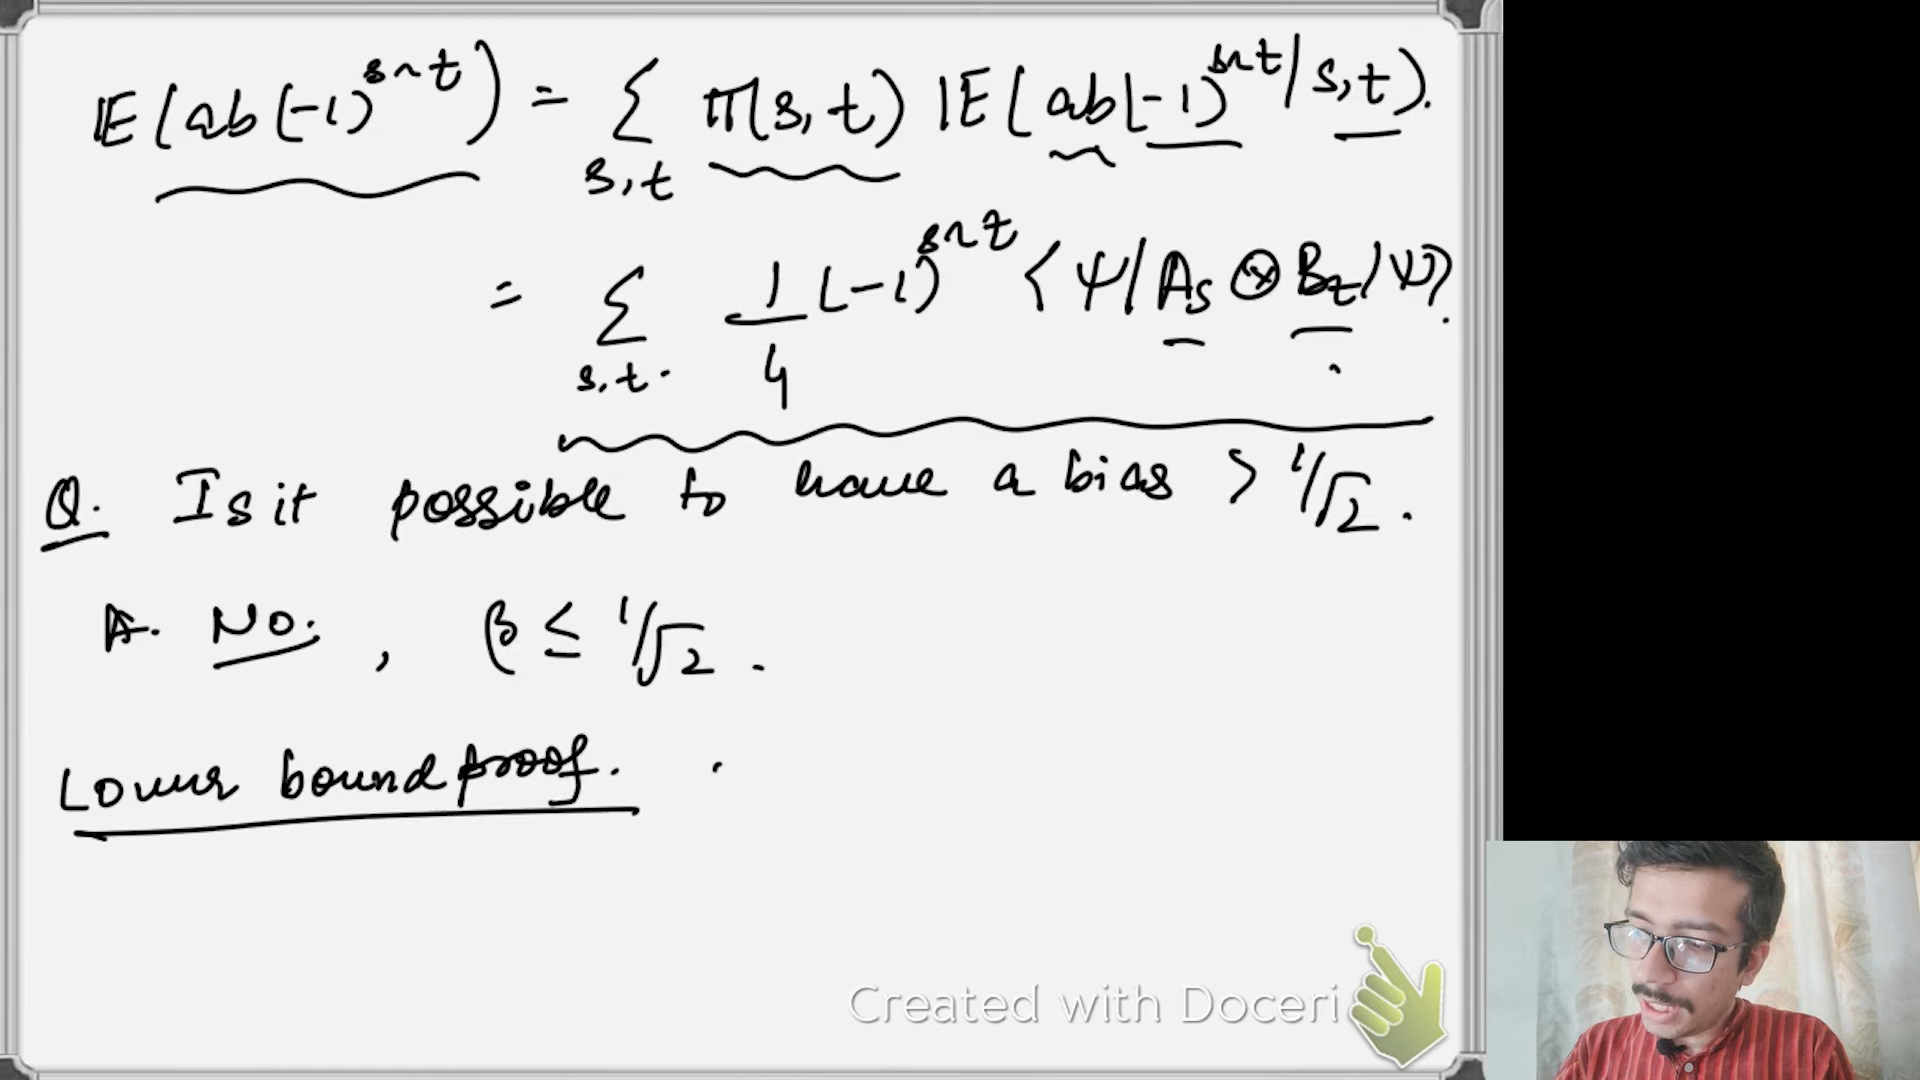 𝔼(ab(-1)^{s∧t}) = Σ_{s,t} π(s,t) 𝔼(ab(-1)^{s∧t}/s,t).
= Σ_{s,t.} 1/4 (-1)^{s∧t} ⟨ψ|A_s ⊗ B_t|ψ⟩.
Q. Is it possible to have a bias > 1/√2.
A. NO. , β ≤ 1/√2.
Lower bound proof.
Created with Doceri